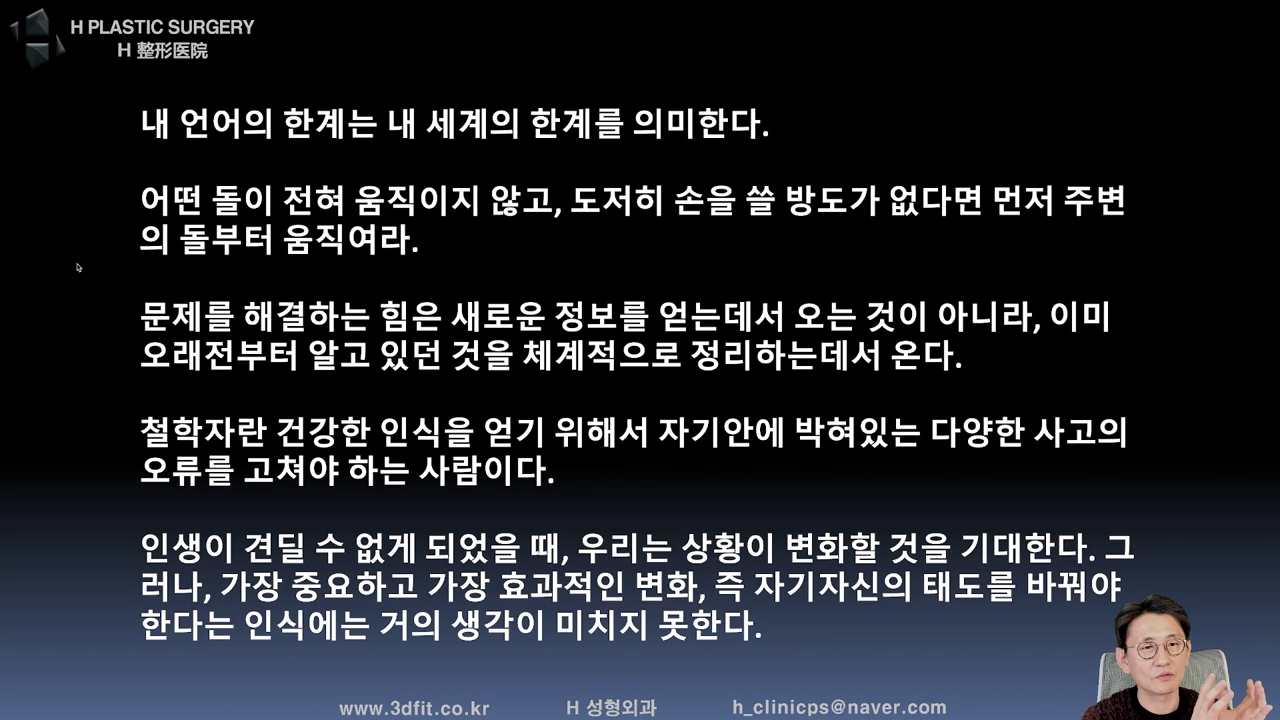 H PLASTIC SURGERY
H 整形医院
내 언어의 한계는 내 세계의 한계를 의미한다.
어떤 돌이 전혀 움직이지 않고, 도저히 손을 쓸 방도가 없다면 먼저 주변
의 돌부터 움직여라.
문제를 해결하는 힘은 새로운 정보를 얻는데서 오는 것이 아니라, 이미
오래전부터 알고 있던 것을 체계적으로 정리하는데서 온다.
철학자란 건강한 인식을 얻기 위해서 자기안에 박혀있는 다양한 사고의
오류를 고쳐야 하는 사람이다.
인생이 견딜 수 없게 되었을 때, 우리는 상황이 변화할 것을 기대한다. 그
러나, 가장 중요하고 가장 효과적인 변화, 즉 자기자신의 태도를 바꿔야
한다는 인식에는 거의 생각이 미치지 못한다.
www.3dfit.co.kr H 성형외과 h_clinicps@naver.com